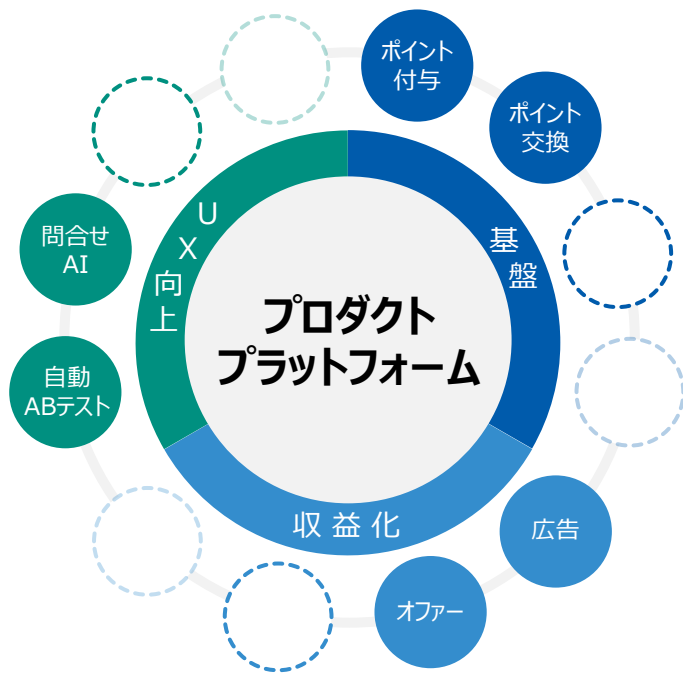 ポイント
付与
ポイント
交換
問合せ
AI
自動
ABテスト
UX向上
基盤
プロダクト
プラットフォーム
収益化
広告
オファー